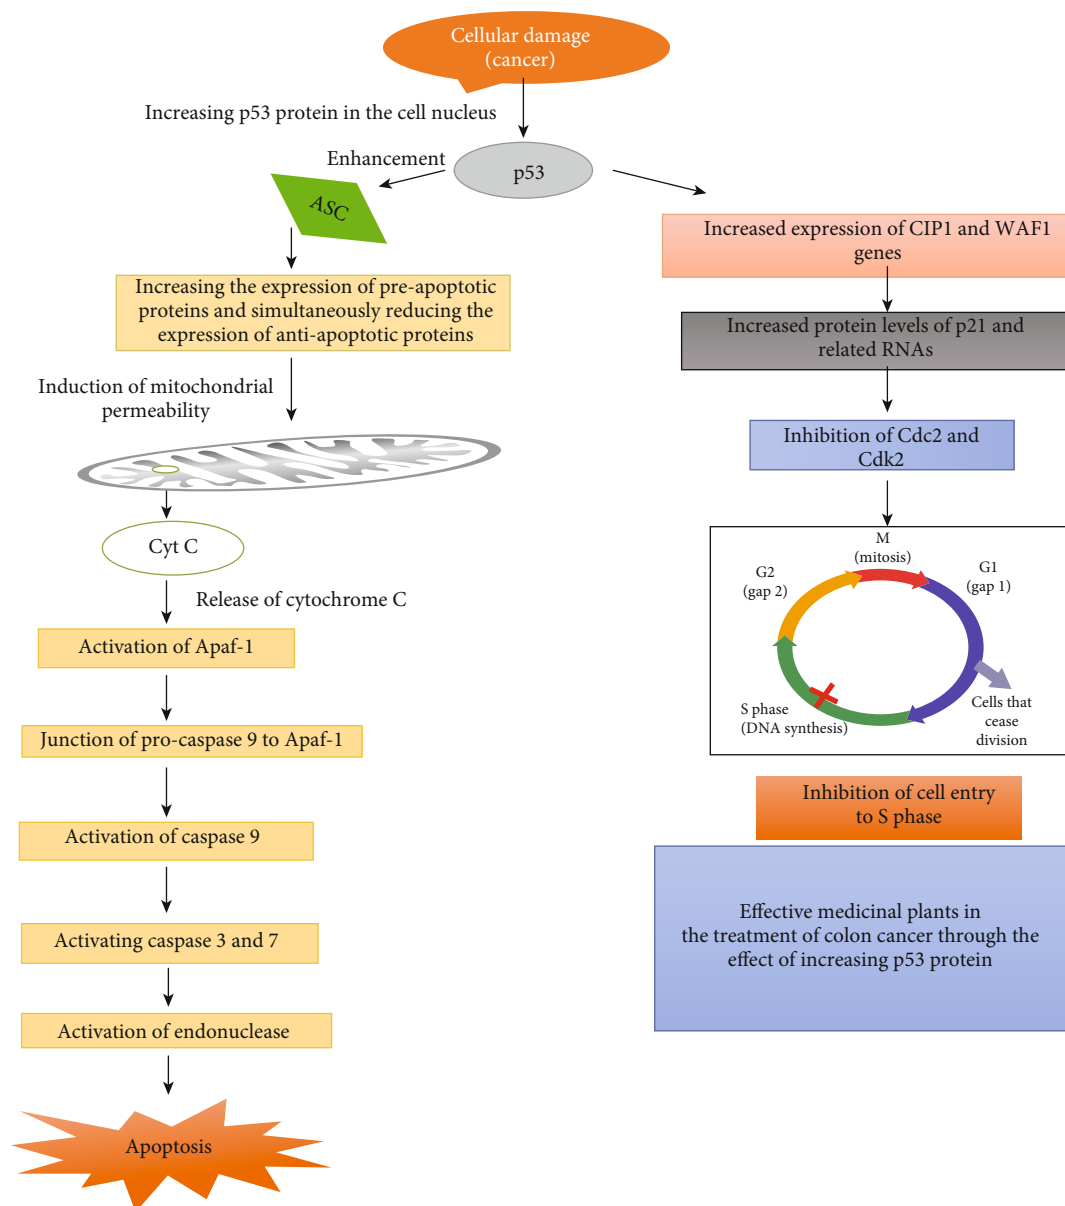 Cellular damage
(cancer)
Increasing p53 protein in the cell nucleus
Enhancement
p53
ASC
Increasing the expression of pre-apoptotic
proteins and simultaneously reducing the
expression of anti-apoptotic proteins
Induction of mitochondrial
permeability
Cyt C
Release of cytochrome C
Activation of Apaf-1
Junction of pro-caspase 9 to Apaf-1
Activation of caspase 9
Activating caspase 3 and 7
Activation of endonuclease
Apoptosis
Increased expression of CIP1 and WAF1
genes
Increased protein levels of p21 and
related RNAs
Inhibition of Cdc2 and
Cdk2
M
(mitosis)
G2
(gap 2)
G1
(gap 1)
S phase
(DNA synthesis)
Cells that
cease
division
Inhibition of cell entry
to S phase
Effective medicinal plants in
the treatment of colon cancer through the
effect of increasing p53 protein